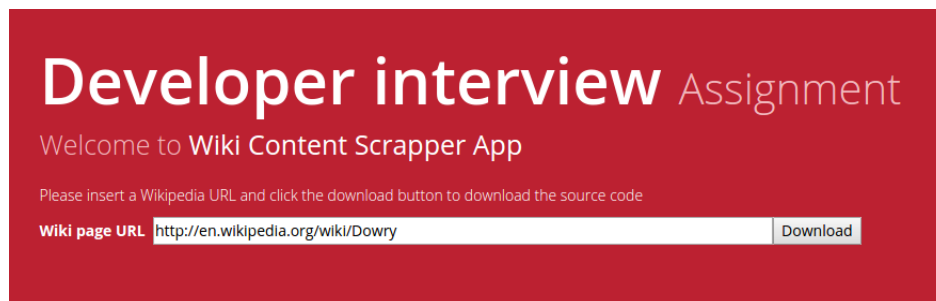 Developer interview Assignment
Welcome to Wiki Content Scrapper App
Please insert a Wikipedia URL and click the download button to download the source code
Wiki page URL http://en.wikipedia.org/wiki/Dowry Download